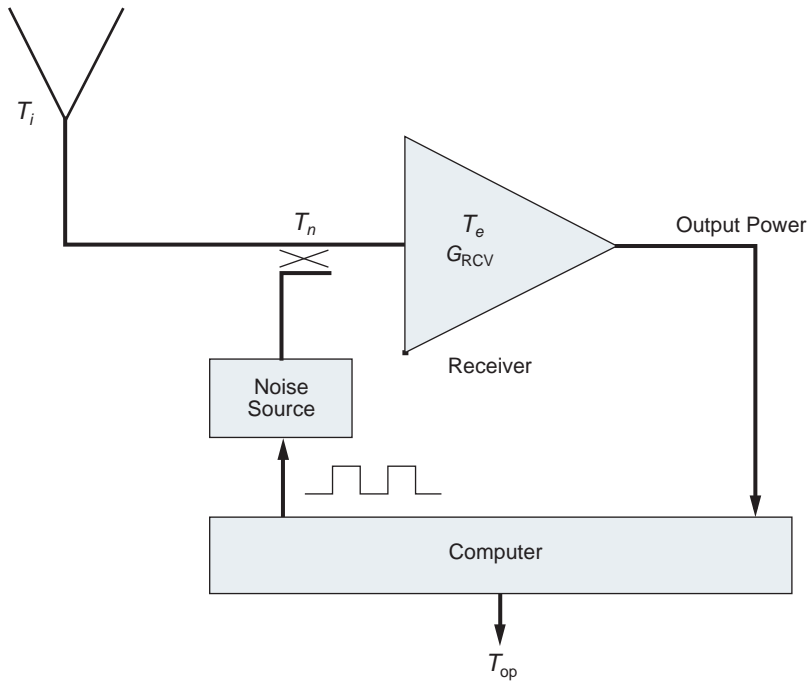 T_i
T_n
T_e
G_RCV
Output Power
Receiver
Noise
Source
Computer
T_op